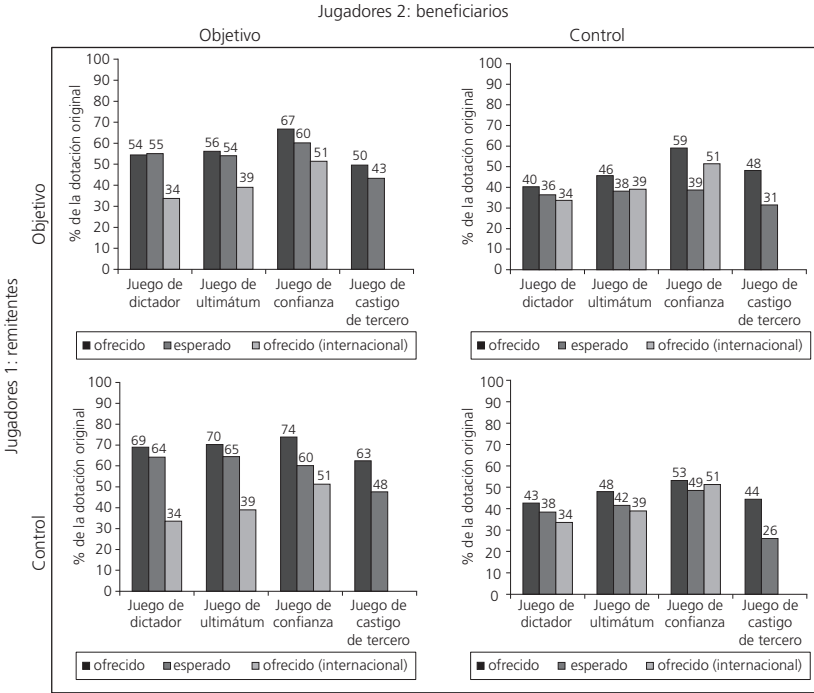 Jugadores 2: beneficiarios
Objetivo
Control
Jugadores 1: remitentes
Objetivo
% de la dotación original
100
90
80
70
60
50
40
30
20
10
0
54 55 34
56 54 39
67 60 51
50 43
Juego de dictador
Juego de ultimátum
Juego de confianza
Juego de castigo de tercero
ofrecido esperado ofrecido (internacional)
% de la dotación original
100
90
80
70
60
50
40
30
20
10
0
40 36 34
46 38 39
59 39 51
48 31
Juego de dictador
Juego de ultimátum
Juego de confianza
Juego de castigo de tercero
ofrecido esperado ofrecido (internacional)
Control
% de la dotación original
100
90
80
70
60
50
40
30
20
10
0
69 64 34
70 65 39
74 60 51
63 48
Juego de dictador
Juego de ultimátum
Juego de confianza
Juego de castigo de tercero
ofrecido esperado ofrecido (internacional)
% de la dotación original
100
90
80
70
60
50
40
30
20
10
0
43 38 34
48 42 39
53 49 51
44 26
Juego de dictador
Juego de ultimátum
Juego de confianza
Juego de castigo de tercero
ofrecido esperado ofrecido (internacional)